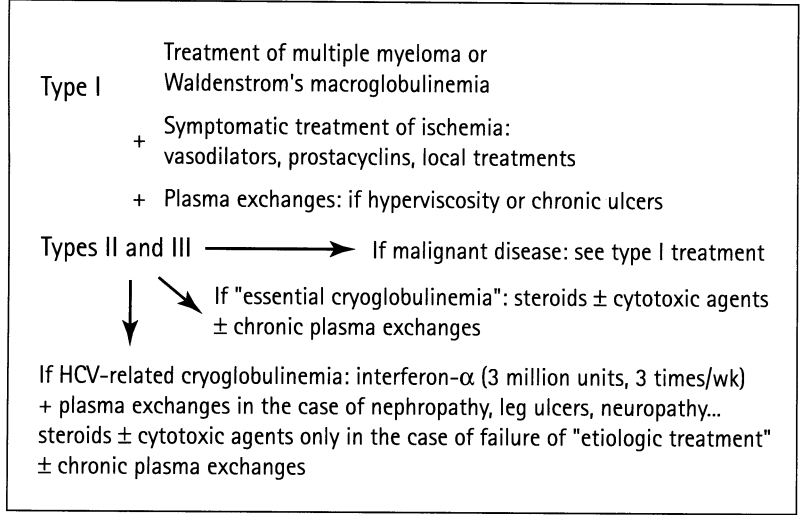 Type I
Treatment of multiple myeloma or
Waldenstrom's macroglobulinemia
+ Symptomatic treatment of ischemia:
vasodilators, prostacyclins, local treatments
+ Plasma exchanges: if hyperviscosity or chronic ulcers
Types II and III
If malignant disease: see type I treatment
If "essential cryoglobulinemia": steroids ± cytotoxic agents
± chronic plasma exchanges
If HCV-related cryoglobulinemia: interferon-α (3 million units, 3 times/wk)
+ plasma exchanges in the case of nephropathy, leg ulcers, neuropathy...
steroids ± cytotoxic agents only in the case of failure of "etiologic treatment"
± chronic plasma exchanges